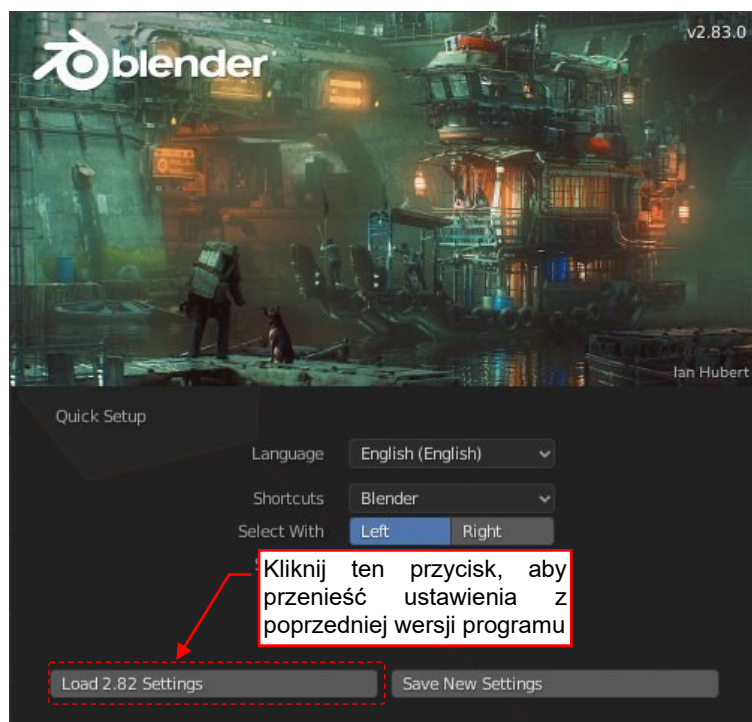 blender
v2.83.0
Ian Hubert
Quick Setup
Language English (English)
Shortcuts Blender
Select With Left Right
Kliknij ten przycisk, aby
przenieść ustawienia z
poprzedniej wersji programu
Load 2.82 Settings Save New Settings